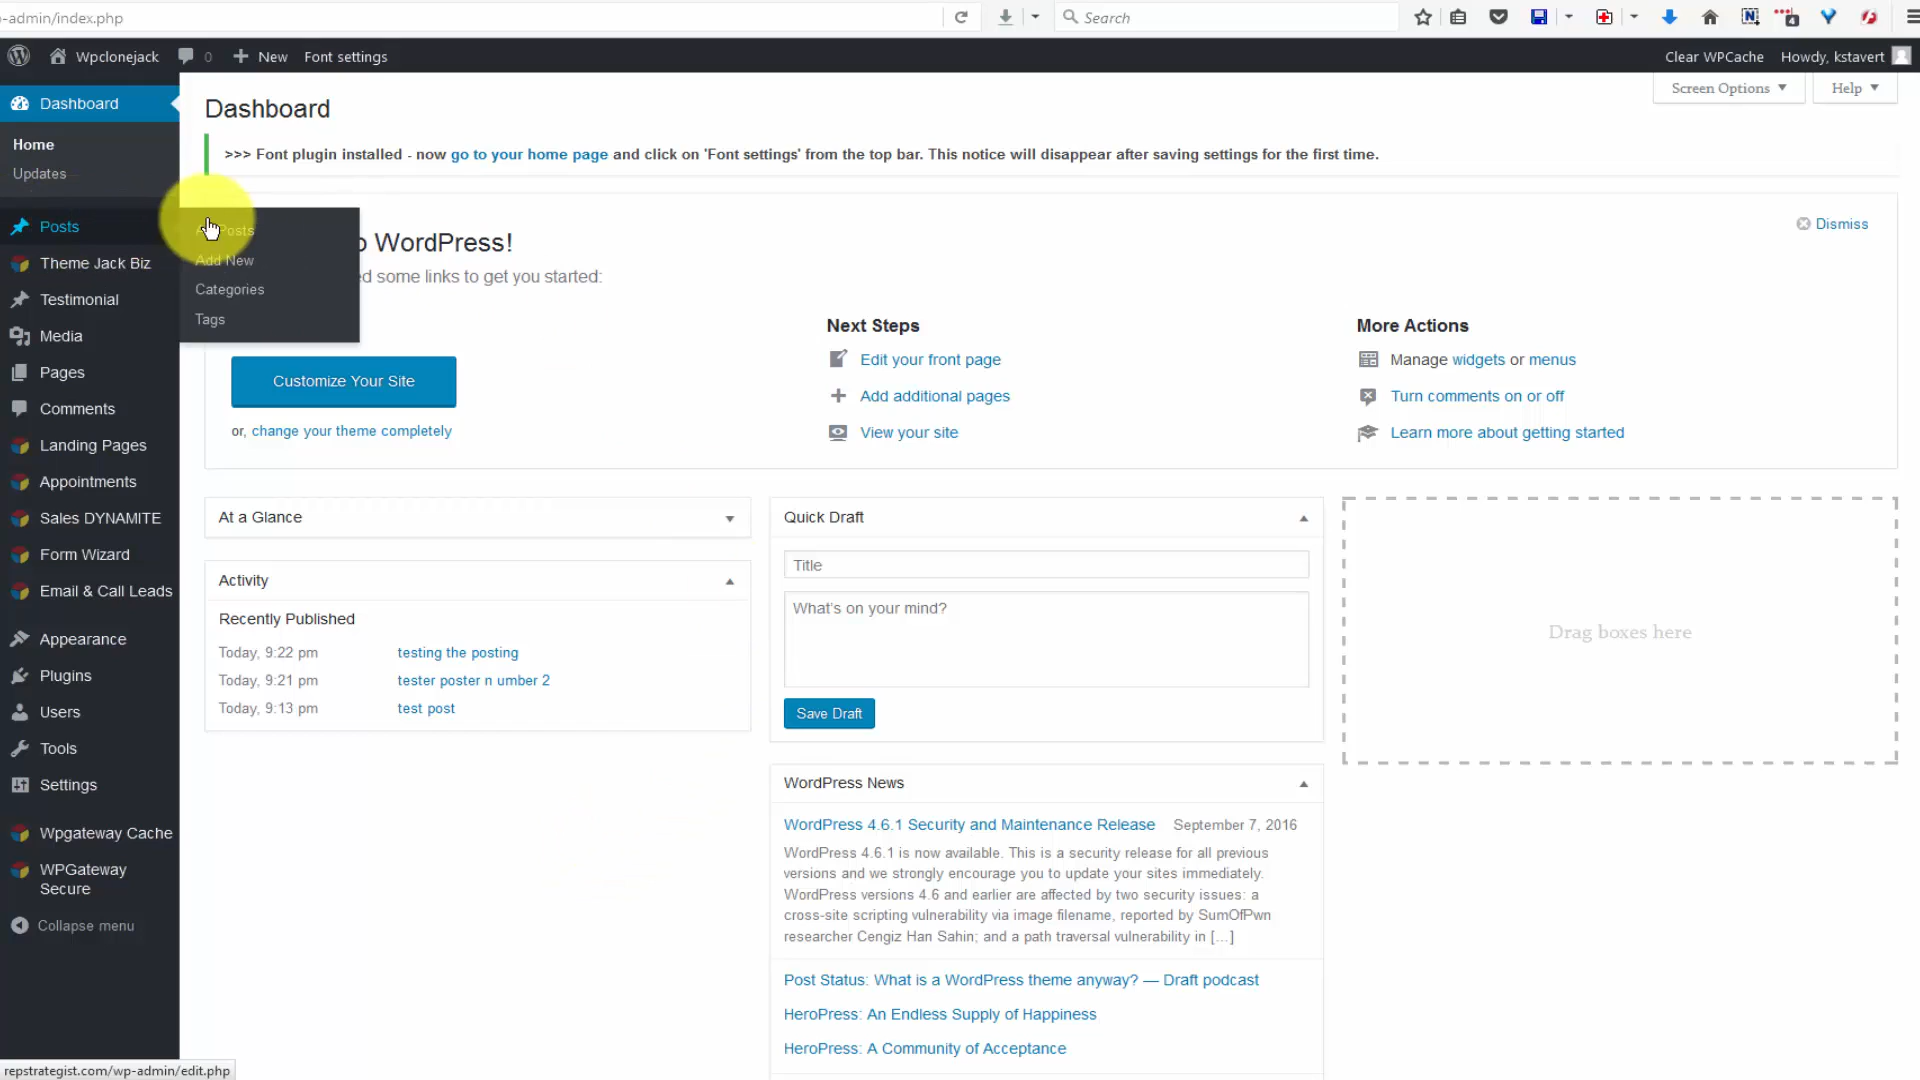 p-admin/index.php
Search
4
Wpclonejack
0
New
Font settings
Clear WPCache
Howdy, kstavert
Dashboard
Home
Updates
Posts
Theme Jack Biz
Testimonial
Media
Pages
Comments
Landing Pages
Appointments
Sales DYNAMITE
Form Wizard
Email & Call Leads
Appearance
Plugins
Users
Tools
Settings
Wpgateway Cache
WPGateway
Secure
Collapse menu
Posts
Add New
Categories
Tags
Screen Options
Help
Dashboard
>>> Font plugin installed - now go to your home page and click on 'Font settings' from the top bar. This notice will disappear after saving settings for the first time.
Dismiss
o WordPress!
d some links to get you started:
Customize Your Site
or, change your theme completely
Next Steps
Edit your front page
Add additional pages
View your site
More Actions
Manage widgets or menus
Turn comments on or off
Learn more about getting started
At a Glance
Activity
Recently Published
Today, 9:22 pm testing the posting
Today, 9:21 pm tester poster n umber 2
Today, 9:13 pm test post
Quick Draft
Title
What's on your mind?
Save Draft
WordPress News
WordPress 4.6.1 Security and Maintenance Release September 7, 2016
WordPress 4.6.1 is now available. This is a security release for all previous
versions and we strongly encourage you to update your sites immediately.
WordPress versions 4.6 and earlier are affected by two security issues: a
cross-site scripting vulnerability via image filename, reported by SumOfPwn
researcher Cengiz Han Sahin; and a path traversal vulnerability in […]
Post Status: What is a WordPress theme anyway? — Draft podcast
HeroPress: An Endless Supply of Happiness
HeroPress: A Community of Acceptance
Drag boxes here
repstrategist.com/wp-admin/edit.php